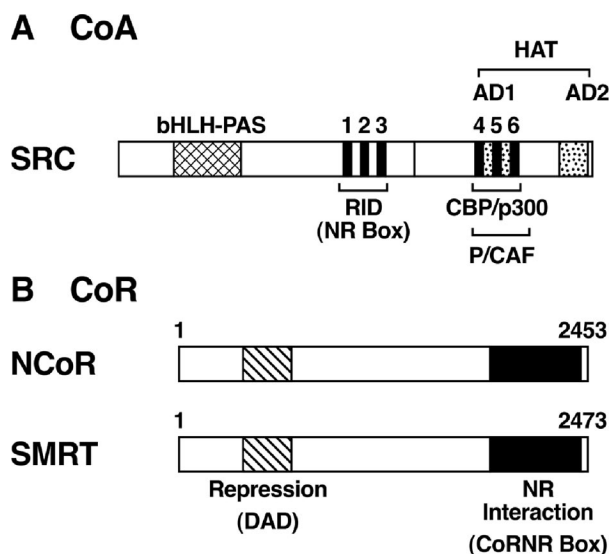 A CoA
HAT
AD1 AD2
bHLH-PAS 1 2 3 4 5 6
SRC
RID CBP/p300
(NR Box)
P/CAF
B CoR
1 2453
NCoR
1 2473
SMRT
Repression NR
(DAD) Interaction
(CoRNR Box)